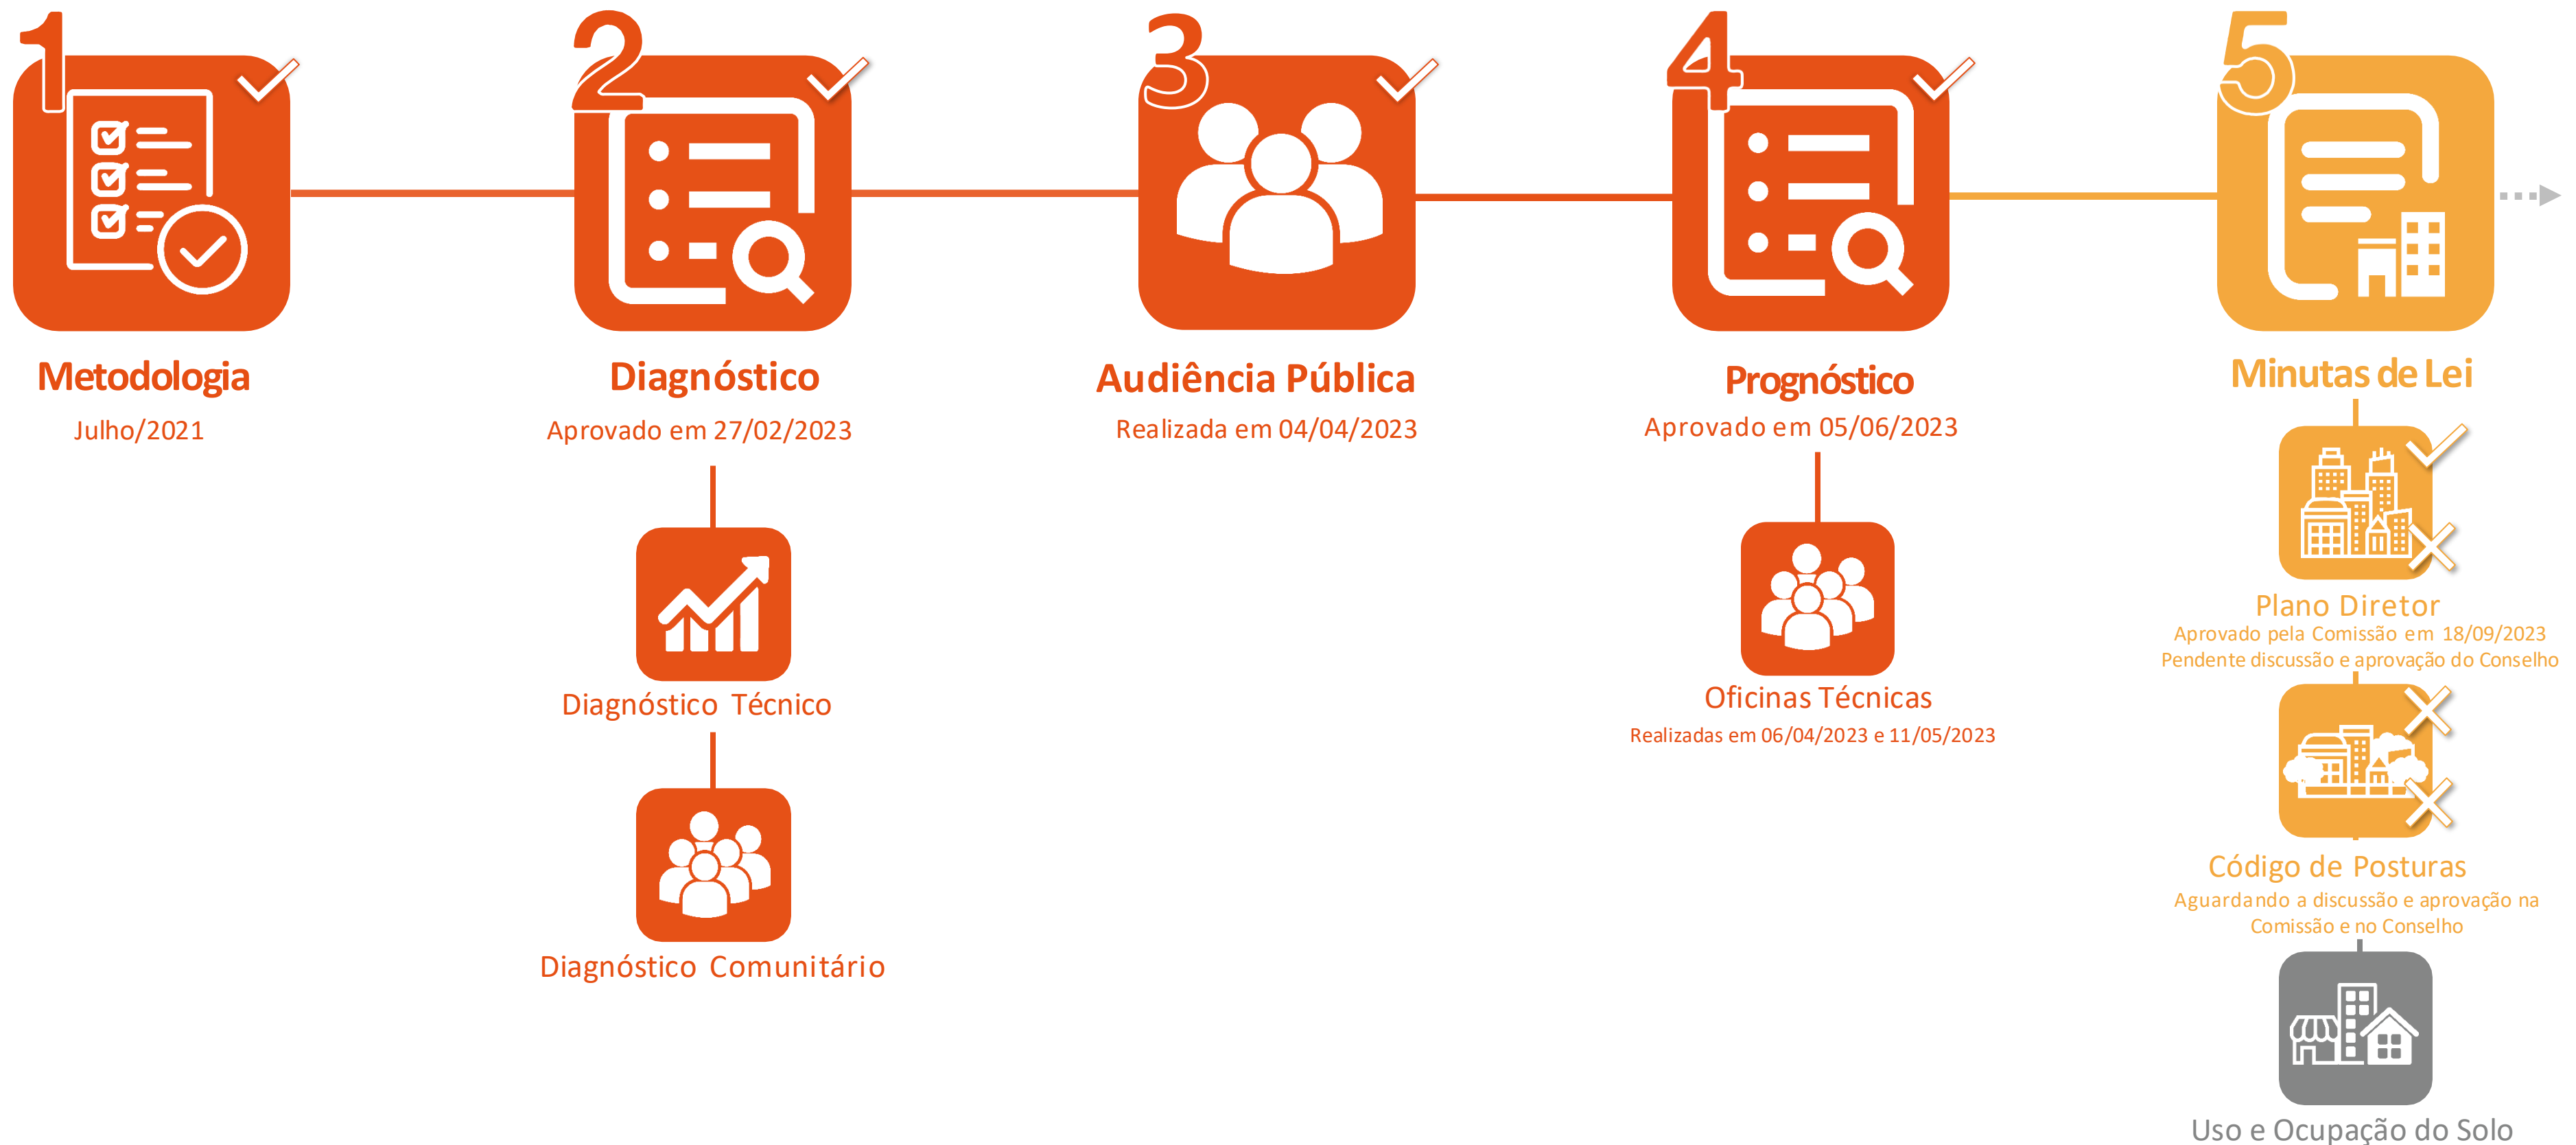 1
Metodologia
Julho/2021
2
Diagnóstico
Aprovado em 27/02/2023
Diagnóstico Técnico
Diagnóstico Comunitário
3
Audiência Pública
Realizada em 04/04/2023
4
Prognóstico
Aprovado em 05/06/2023
Oficinas Técnicas
Realizadas em 06/04/2023 e 11/05/2023
5
Minutas de Lei
Plano Diretor
Aprovado pela Comissão em 18/09/2023
Pendente discussão e aprovação do Conselho
Código de Posturas
Aguardando a discussão e aprovação na
Comissão e no Conselho
Uso e Ocupação do Solo